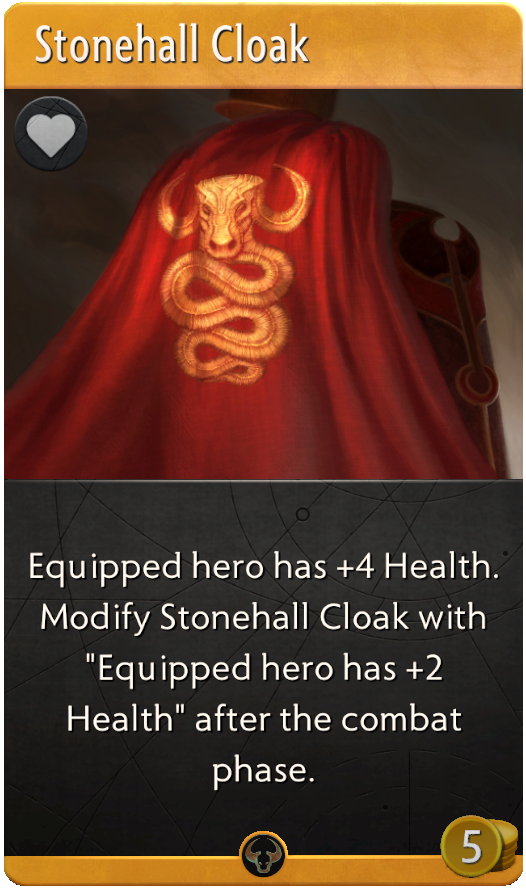 Stonehall Cloak
Equipped hero has +4 Health.
Modify Stonehall Cloak with
"Equipped hero has +2
Health" after the combat
phase.
5